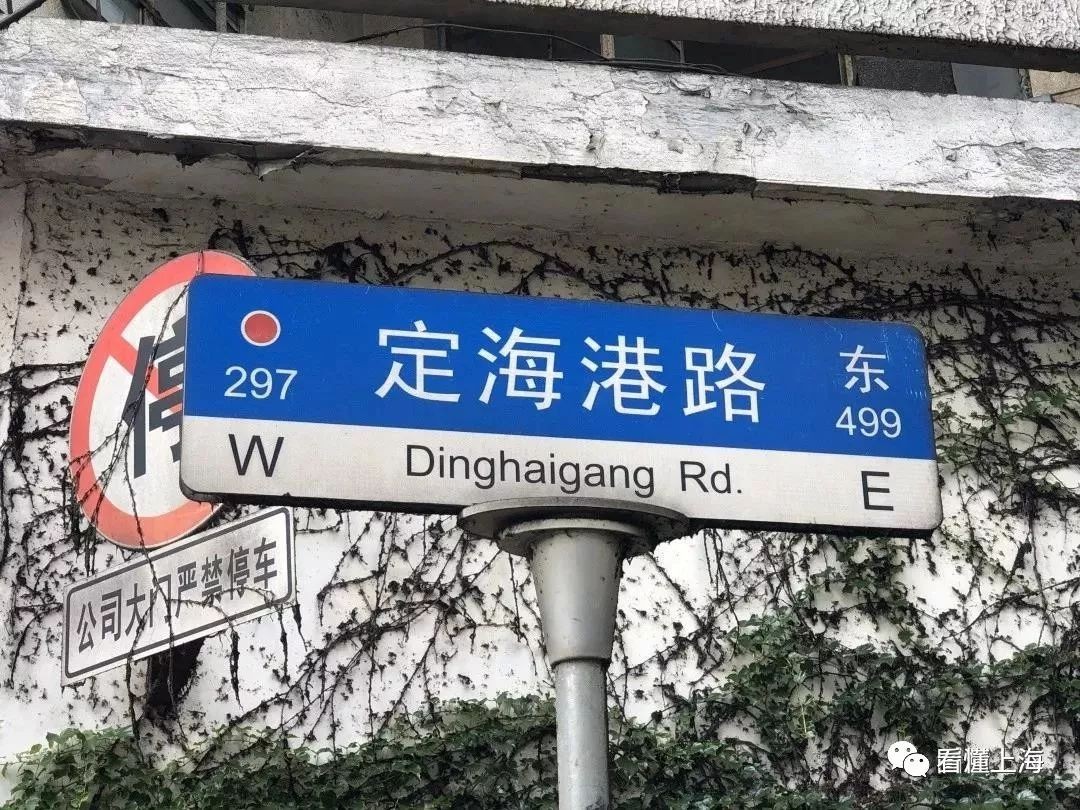 定海港路
东
297
499
W
Dinghaigang Rd.
E
停
公司大门严禁停车
看懂上海